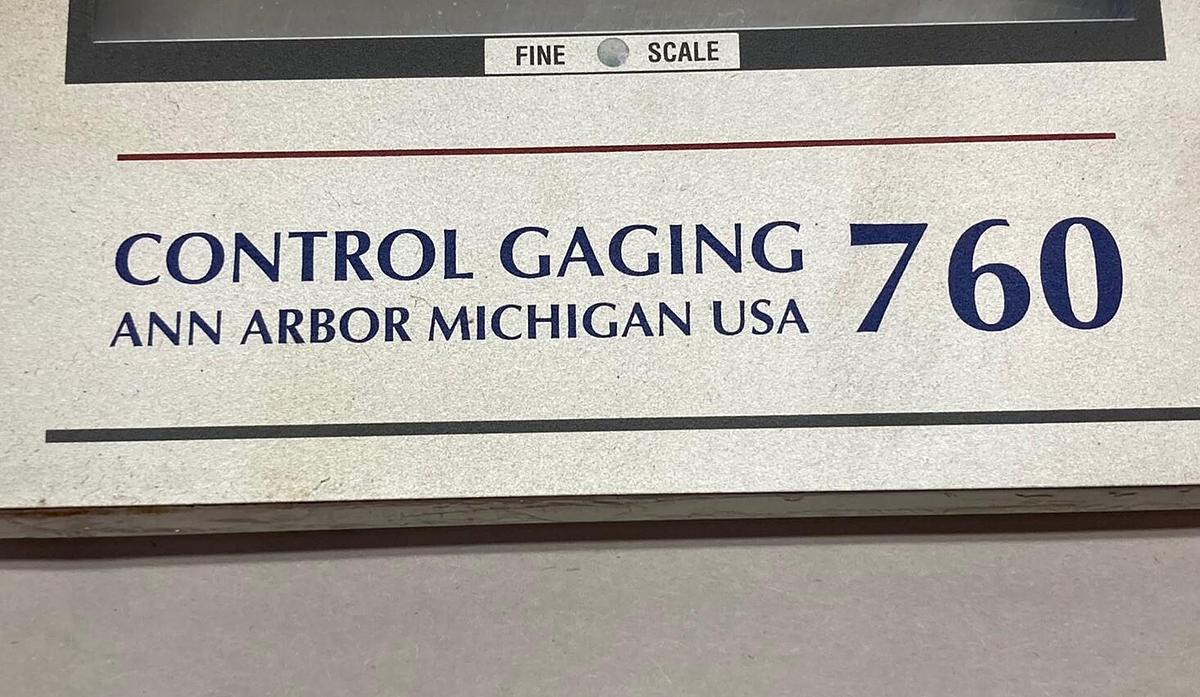 FINE SCALE
CONTROL GAGING 760
ANN ARBOR MICHIGAN USA